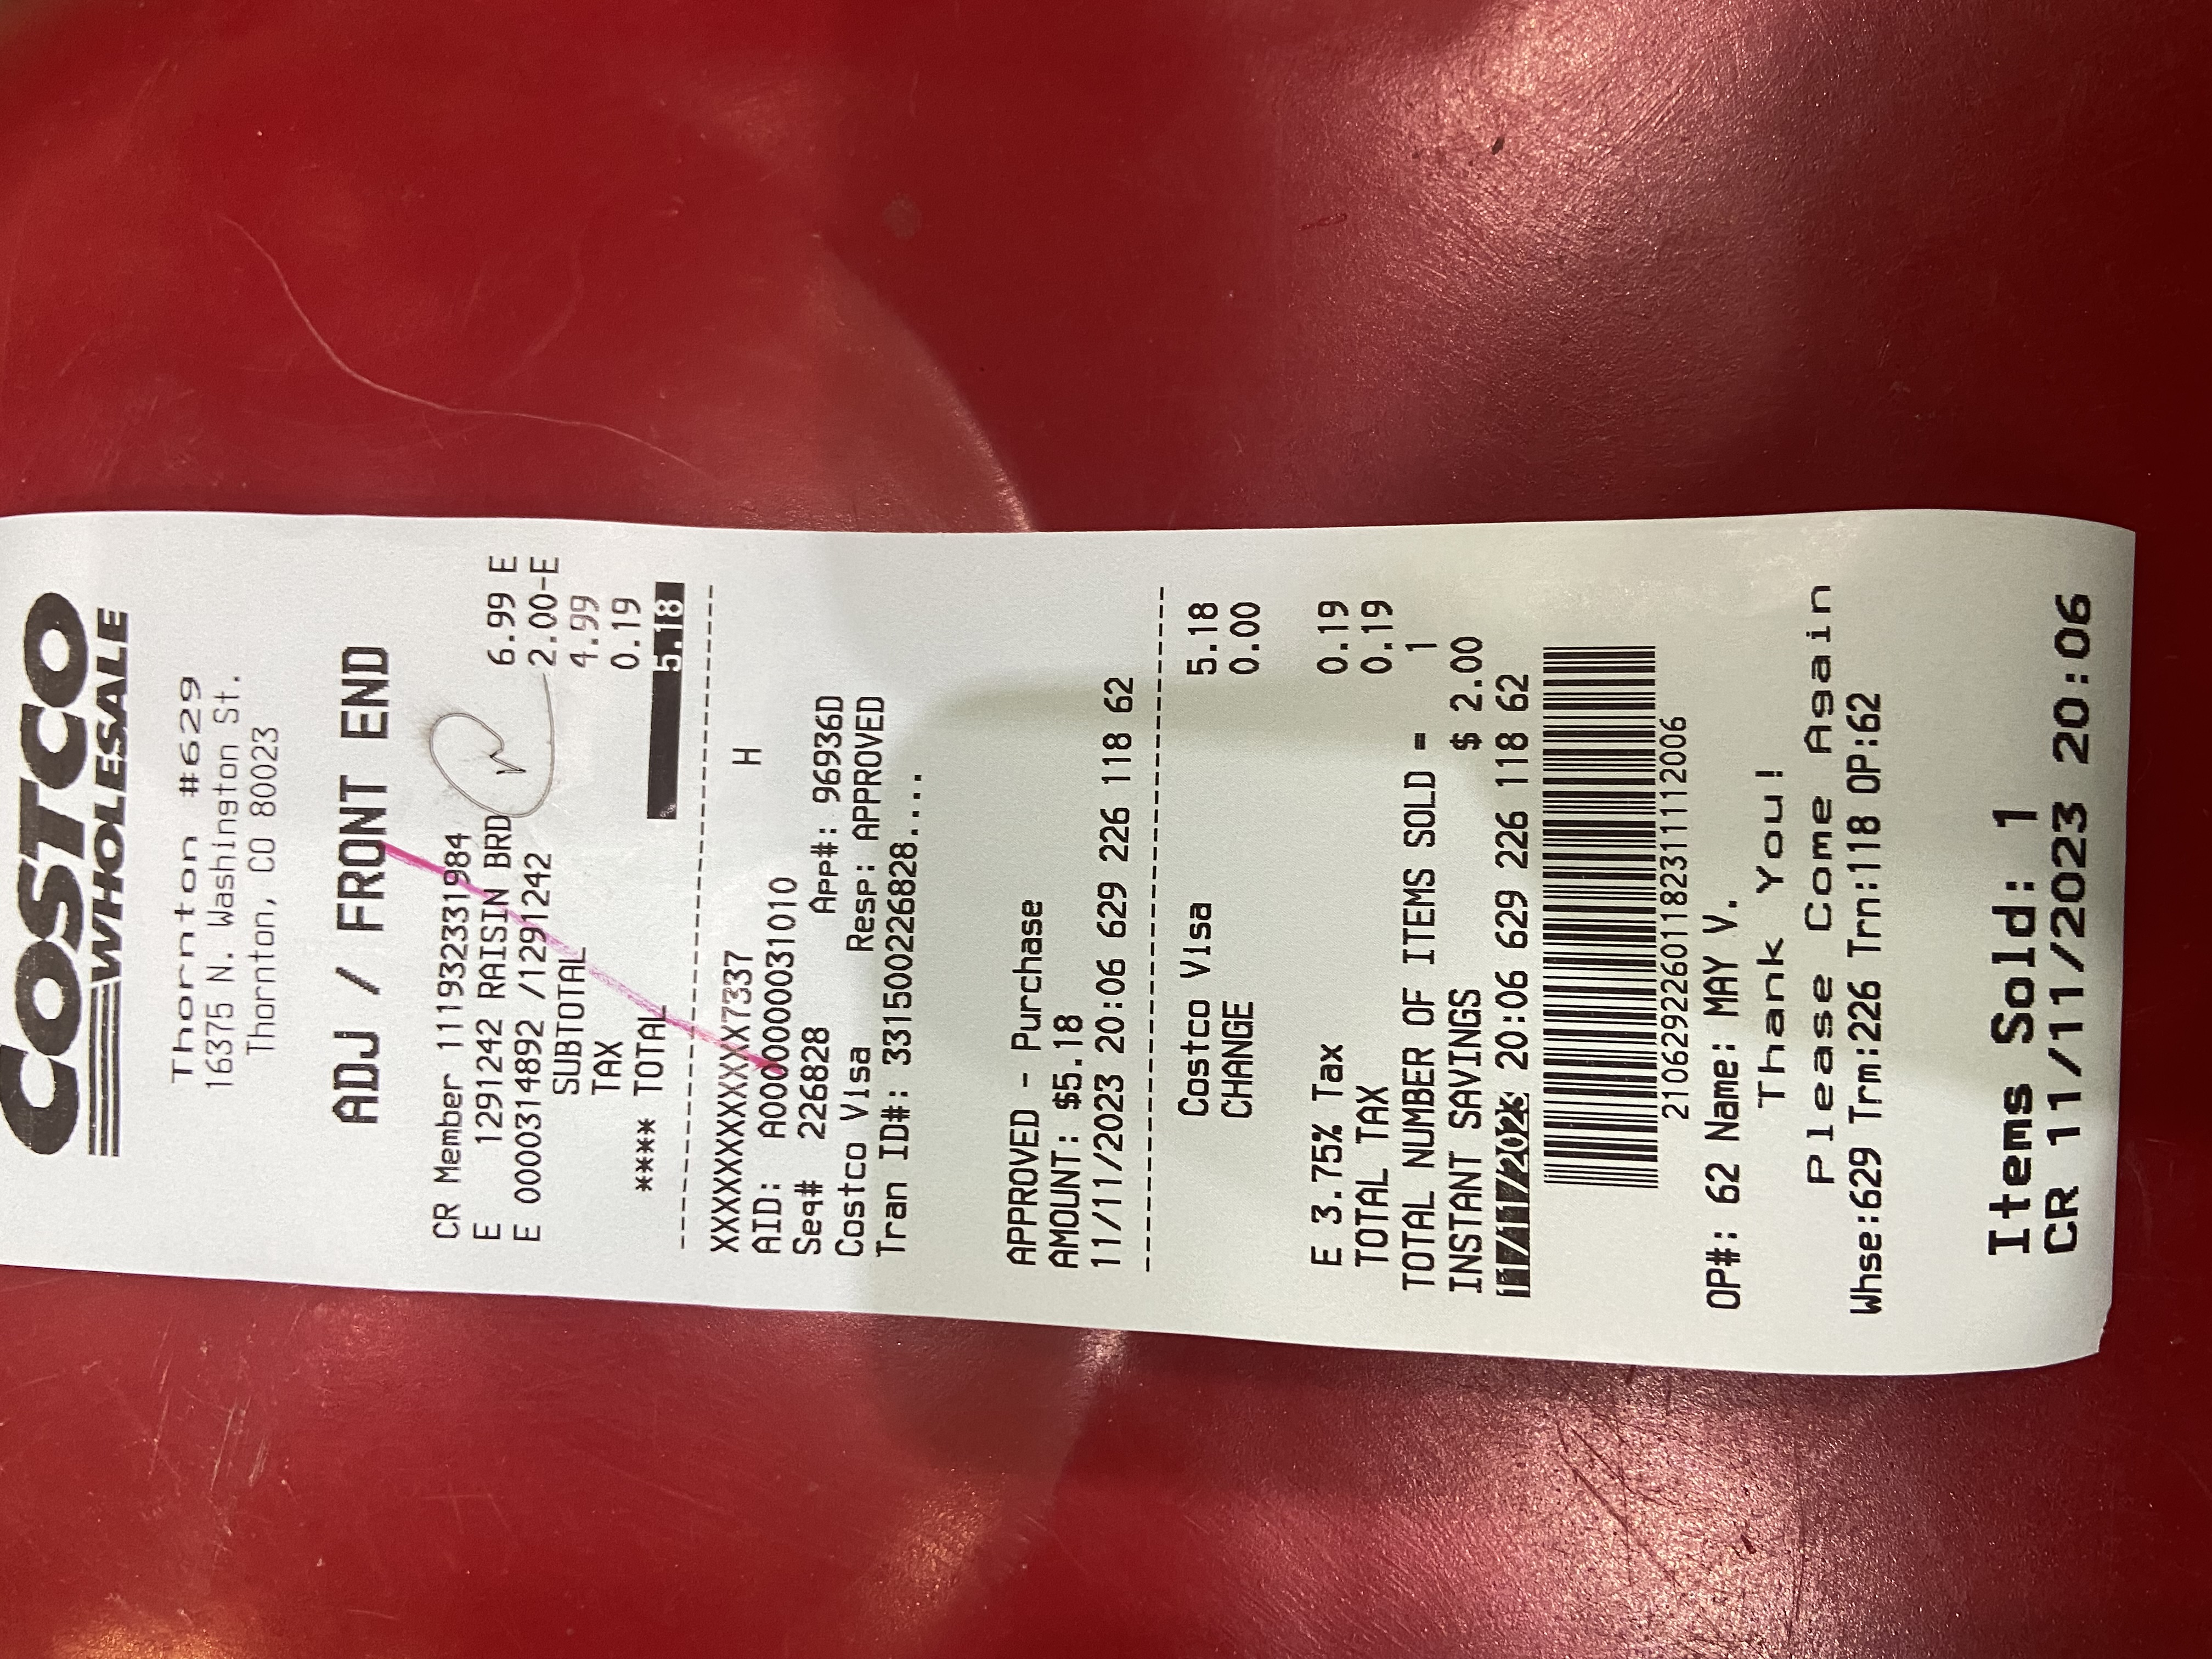 COSTCO
WHOLESALE
Thornton #629
16375 N. Washington St.
Thornton, CO 80023
ADJ / FRONT END
CR Member 111932331984
E 1291242 RAISIN BRD 6.99 E
E 0000314892 /1291242 2.00-E
SUBTOTAL 4.99
TAX 0.19
**** TOTAL 5.18
XXXXXXXXXXXX7337 H
AID: A0000000031010
Seq# 226828 App#: 96936D
Costco Visa Resp: APPROVED
Tran ID#: 331500226828....
APPROVED - Purchase
AMOUNT: $5.18
11/11/2023 20:06 629 226 118 62
Costco Visa 5.18
CHANGE 0.00
E 3.75% Tax 0.19
TOTAL TAX 0.19
TOTAL NUMBER OF ITEMS SOLD = 1
INSTANT SAVINGS $ 2.00
11/11/2023 20:06 629 226 118 62
21062922601182311112006
OP#: 62 Name: MAY V.
Thank You!
Please Come Again
Whse:629 Trm:226 Trn:118 OP:62
Items Sold: 1
CR 11/11/2023 20:06